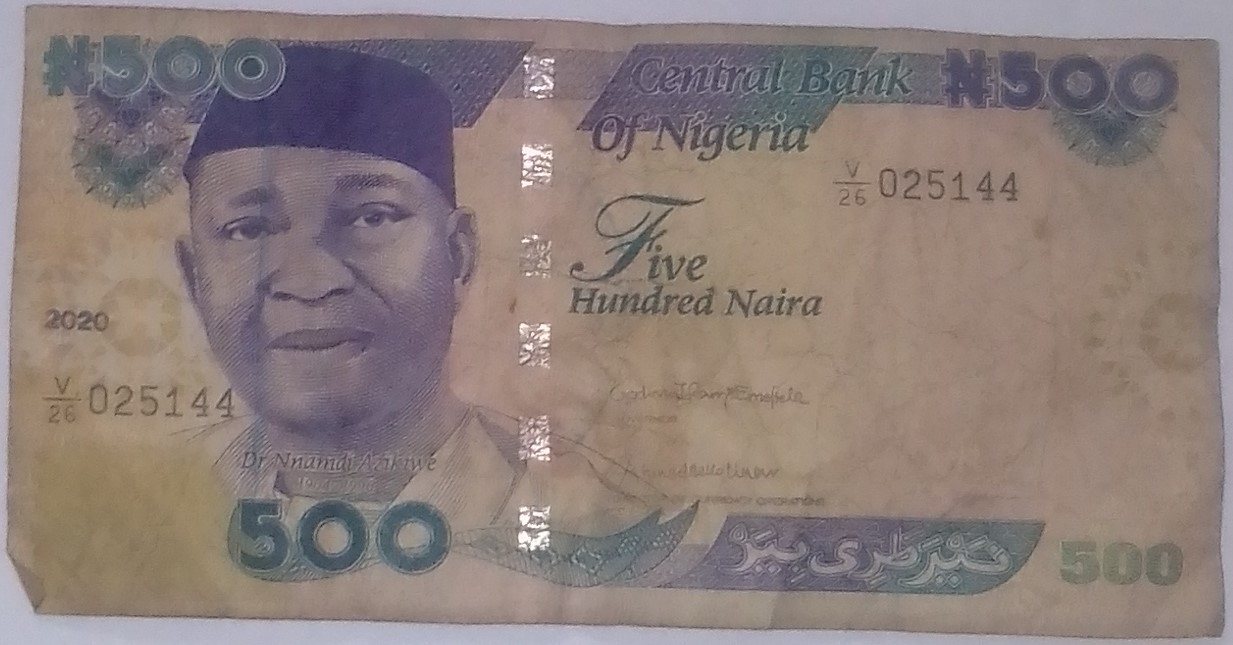 ₦500
Central Bank
Of Nigeria
₦500
V/26 025144
Five
Hundred Naira
2020
V/26 025144
Dr Nnamdi Azikiwe
500
500